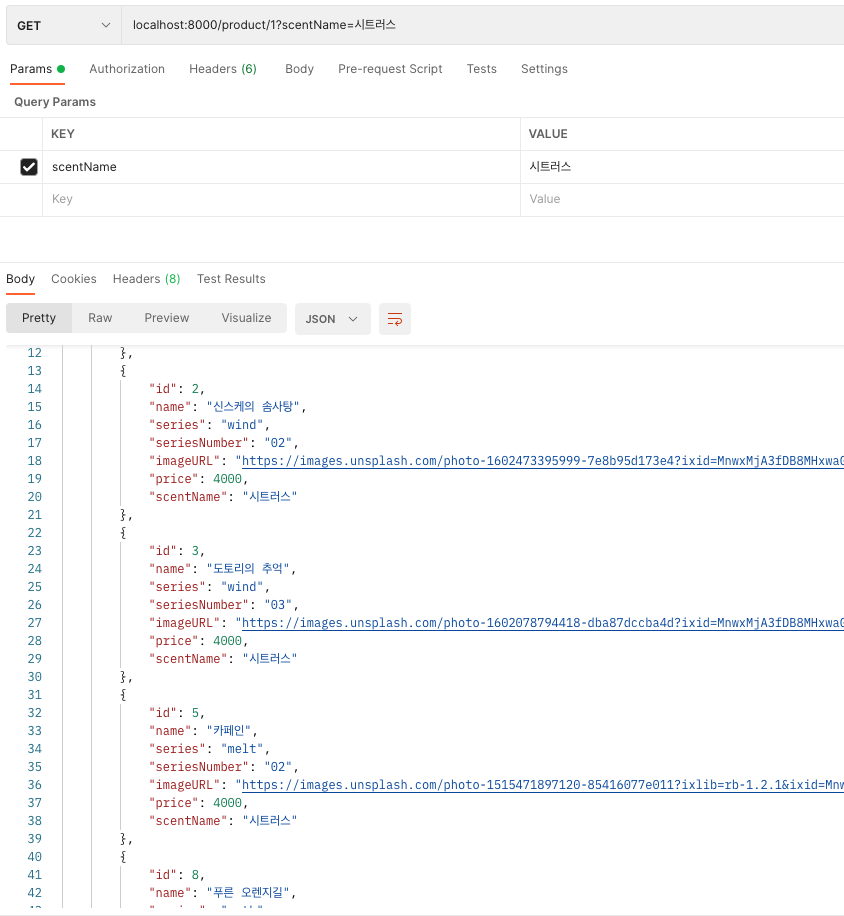 GET localhost:8000/product/1?scentName=시트러스
Params Authorization Headers (6) Body Pre-request Script Tests Settings
Query Params
KEY VALUE
scentName 시트러스
Key Value
Body Cookies Headers (8) Test Results
Pretty Raw Preview Visualize JSON
12 },
13 {
14 "id": 2,
15 "name": "신스케의 솜사탕",
16 "series": "wind",
17 "seriesNumber": "02",
18 "imageURL": "https://images.unsplash.com/photo-1602473395999-7e8b95d173e4?ixid=MnwxMjA3fDB8MHxwa
19 "price": 4000,
20 "scentName": "시트러스"
21 },
22 {
23 "id": 3,
24 "name": "도토리의 추억",
25 "series": "wind",
26 "seriesNumber": "03",
27 "imageURL": "https://images.unsplash.com/photo-1602078794418-dba87dccba4d?ixid=MnwxMjA3fDB8MHxwa
28 "price": 4000,
29 "scentName": "시트러스"
30 },
31 {
32 "id": 5,
33 "name": "카페인",
34 "series": "melt",
35 "seriesNumber": "02",
36 "imageURL": "https://images.unsplash.com/photo-1515471897120-85416077e011?ixlib=rb-1.2.1&ixid=Mnw
37 "price": 4000,
38 "scentName": "시트러스"
39 },
40 {
41 "id": 8,
42 "name": "푸른 오렌지길",